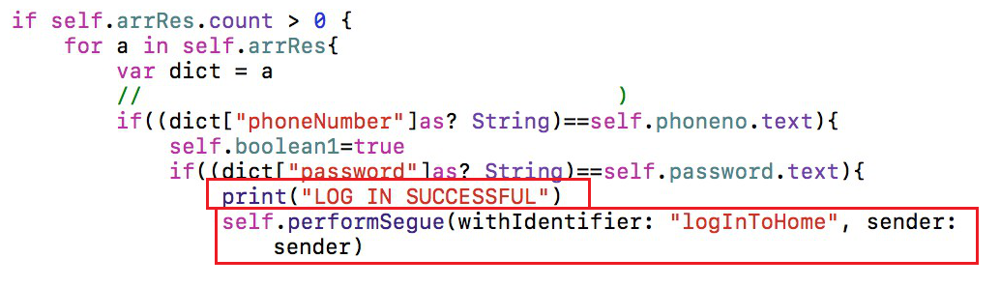 if self.arrRes.count > 0 {
for a in self.arrRes{
var dict = a
// )
if((dict["phoneNumber"]as? String)==self.phoneno.text){
self.boolean1=true
if((dict["password"]as? String)==self.password.text){
print("LOG IN SUCCESSFUL")
self.performSegue(withIdentifier: "logInToHome", sender:
sender)